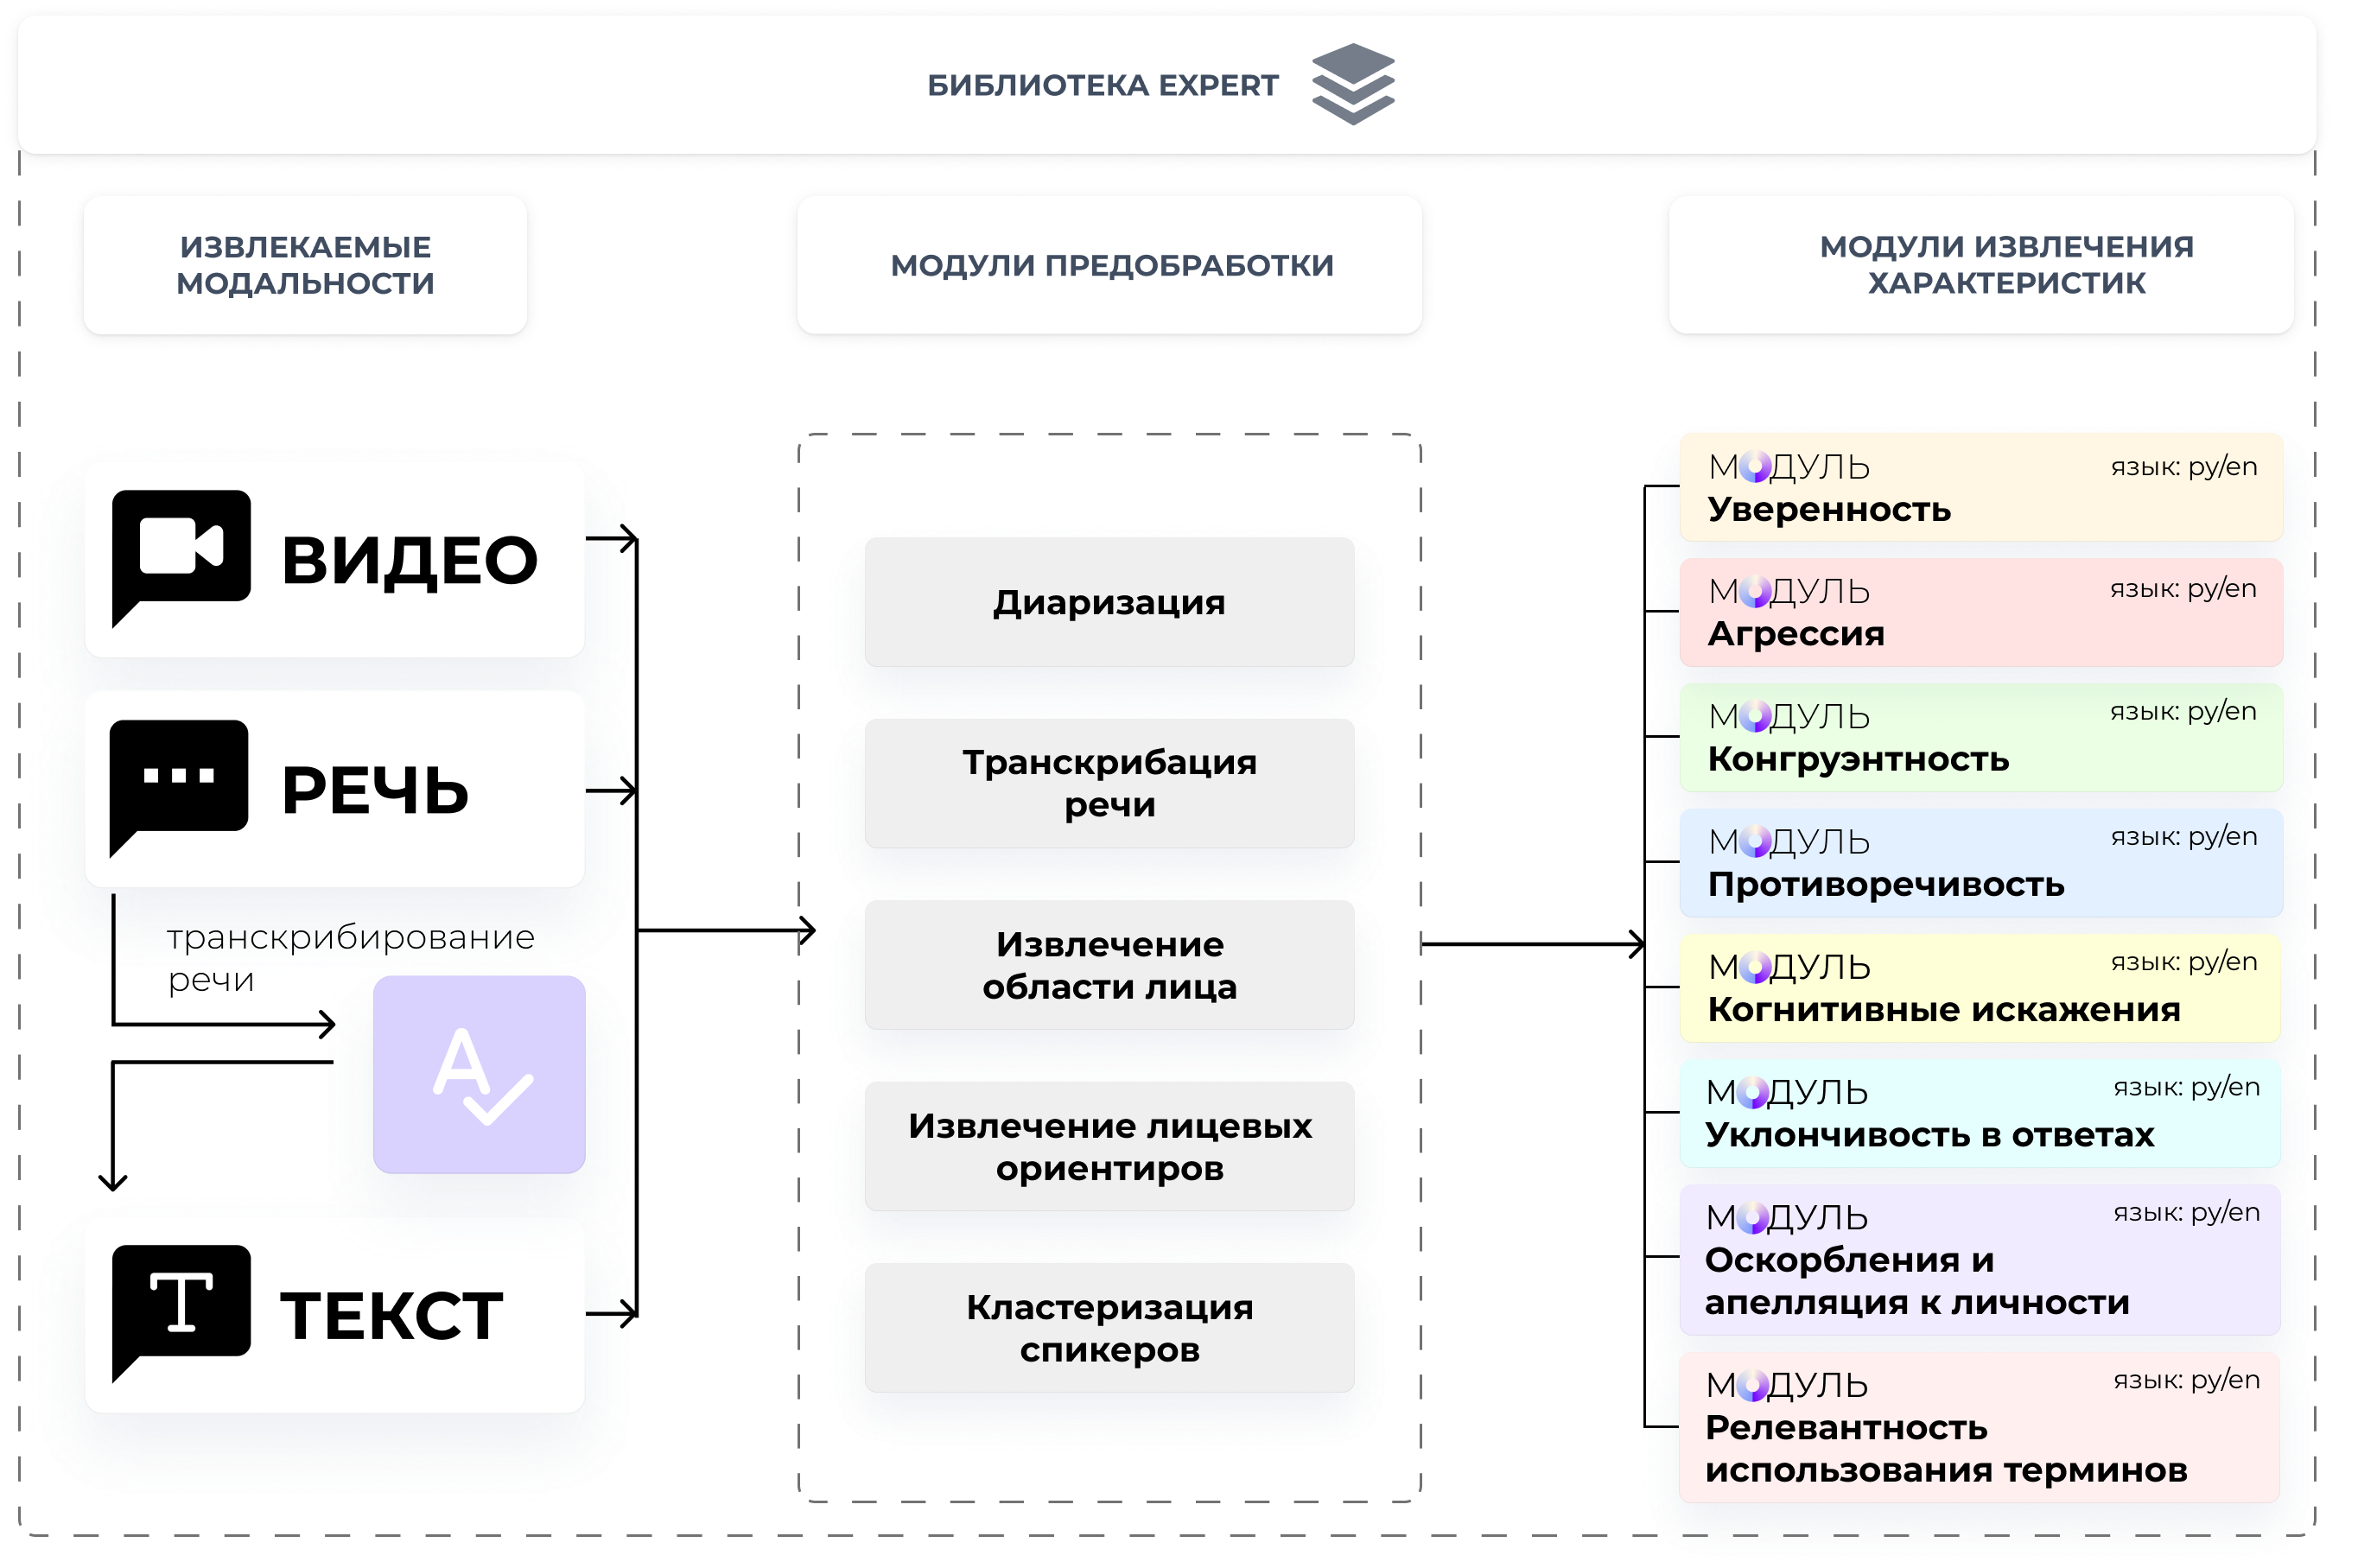 БИБЛИОТЕКА EXPERT
ИЗВЛЕКАЕМЫЕ
МОДАЛЬНОСТИ
МОДУЛИ ПРЕДОБРАБОТКИ
МОДУЛИ ИЗВЛЕЧЕНИЯ
ХАРАКТЕРИСТИК
ВИДЕО
РЕЧЬ
транскрибирование
речи
A
T
ТЕКСТ
Диаризация
Транскрибация
речи
Извлечение
области лица
Извлечение лицевых
ориентиров
Кластеризация
спикеров
МОДУЛЬ
язык: ру/en
Уверенность
МОДУЛЬ
язык: ру/en
Агрессия
МОДУЛЬ
язык: ру/en
Конгруэнтность
МОДУЛЬ
язык: ру/en
Противоречивость
МОДУЛЬ
язык: ру/en
Когнитивные искажения
МОДУЛЬ
язык: ру/en
Уклончивость в ответах
МОДУЛЬ
язык: ру/en
Оскорбления и
апелляция к личности
МОДУЛЬ
язык: ру/en
Релевантность
использования терминов